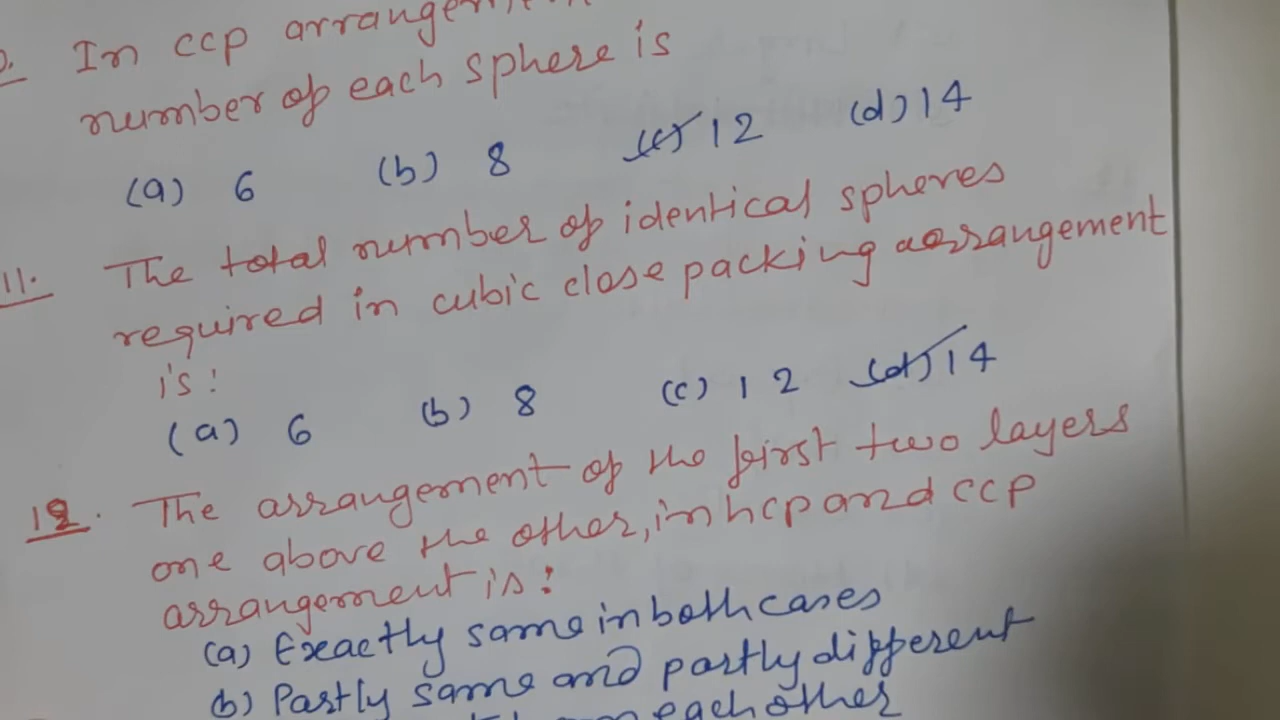 In ccp arrangement
number of each sphere is
(a) 6 (b) 8 (c) 12 (d) 14
11. The total number of identical spheres
required in cubic close packing arrangement
is:
(a) 6 (b) 8 (c) 12 (d) 14
12. The arrangement of the first two layers
one above the other, in hcp and ccp
arrangement is:
(a) Exactly same in both cases
(b) Partly same and partly different
each other